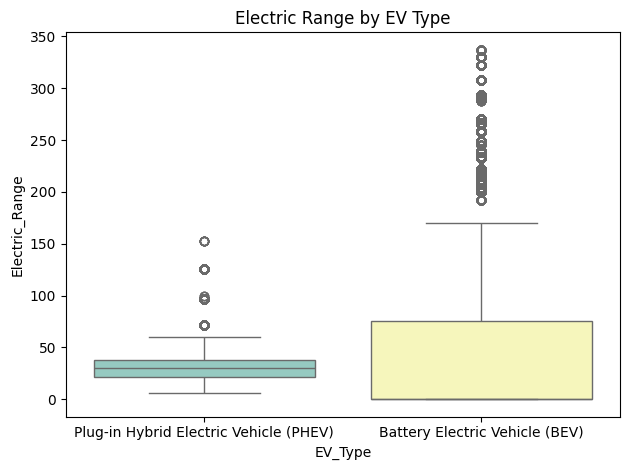 Electric Range by EV Type
Electric_Range
350
300
250
200
150
100
50
0
Plug-in Hybrid Electric Vehicle (PHEV)
Battery Electric Vehicle (BEV)
EV_Type